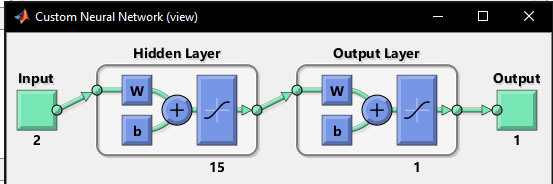 Custom Neural Network (view)
Hidden Layer
Output Layer
Input
Output
W
W
b
b
2
15
1
1